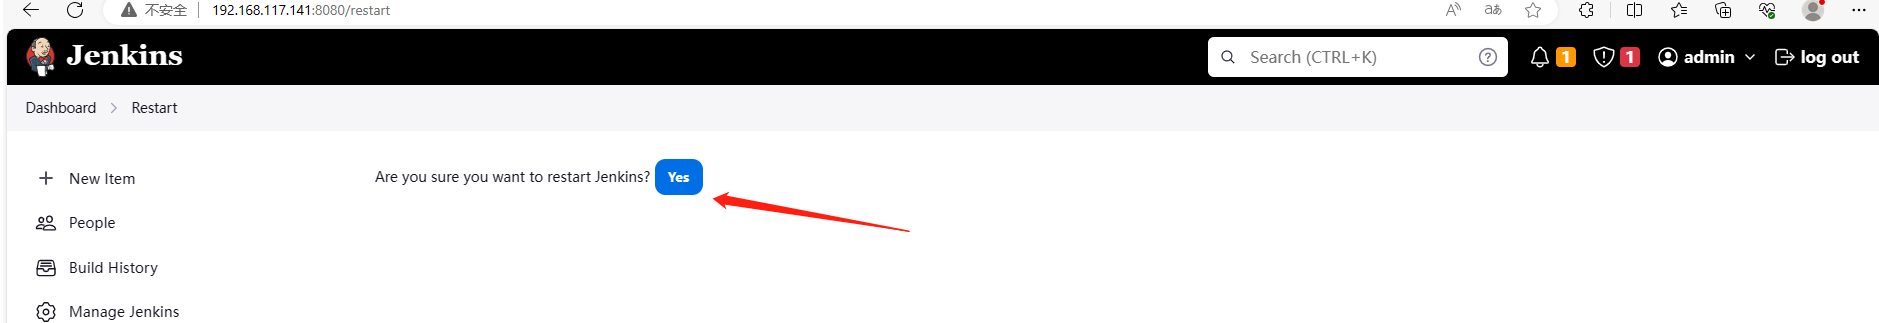 不安全 192.168.117.141:8080/restart
Jenkins Search (CTRL+K) 1 1 admin log out
Dashboard Restart
New Item
Are you sure you want to restart Jenkins? Yes
People
Build History
Manage Jenkins